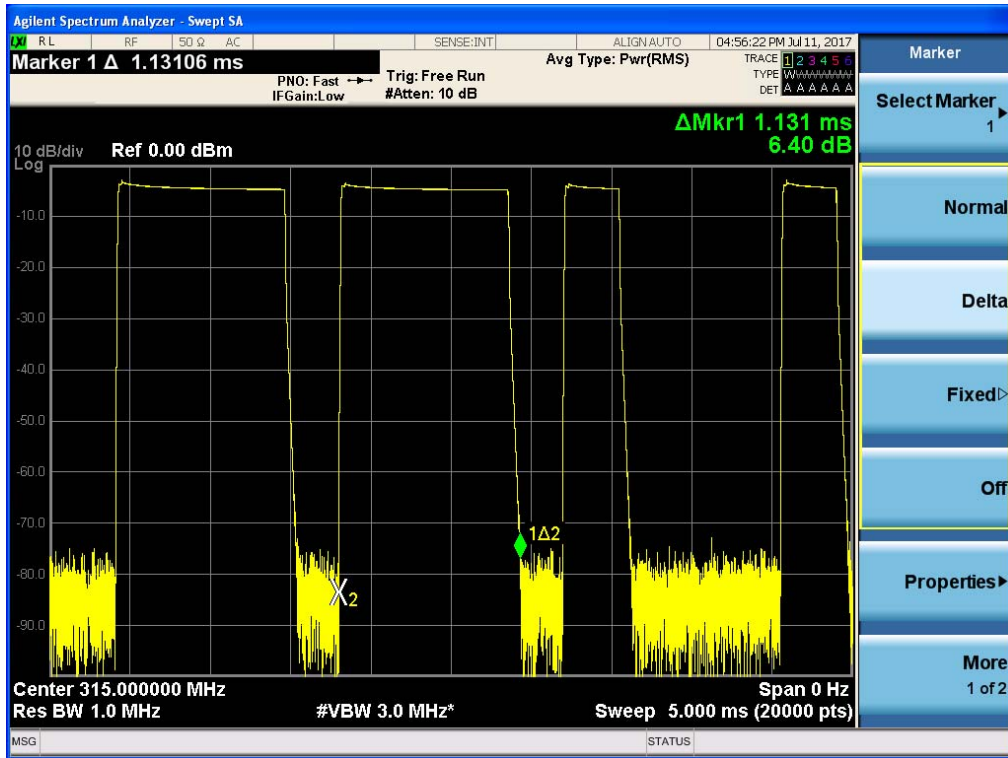 Agilent Spectrum Analyzer - Swept SA
LXI RL RF 50 Ω AC SENSE:INT ALIGN AUTO 04:56:22 PM Jul 11, 2017
Marker 1 Δ 1.13106 ms
PNO: Fast
IFGain:Low
Trig: Free Run
#Atten: 10 dB
Avg Type: Pwr(RMS)
TRACE 1 2 3 4 5 6
TYPE
DET A A A A A A
ΔMkr1 1.131 ms
6.40 dB
10 dB/div Ref 0.00 dBm
Log
-10.0
-20.0
-30.0
-40.0
-50.0
-60.0
-70.0
-80.0
-90.0
1Δ2
X2
Center 315.000000 MHz Span 0 Hz
Res BW 1.0 MHz #VBW 3.0 MHz* Sweep 5.000 ms (20000 pts)
MSG STATUS
Marker
Select Marker
1
Normal
Delta
Fixed
Off
Properties
More
1 of 2